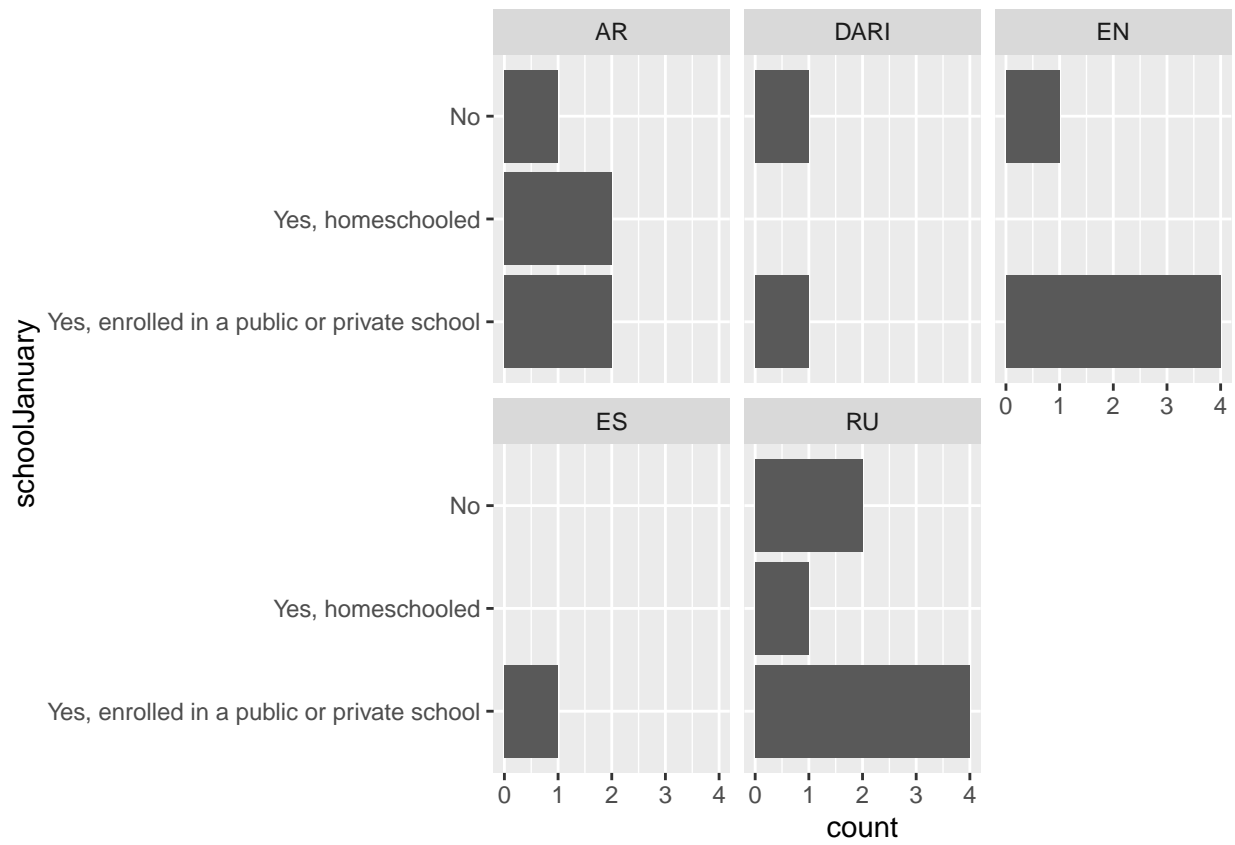 AR
DARI
EN
No
Yes, homeschooled
Yes, enrolled in a public or private school
0 1 2 3 4
ES
RU
No
Yes, homeschooled
Yes, enrolled in a public or private school
0 1 2 3 4
0 1 2 3 4
count
schoolJanuary